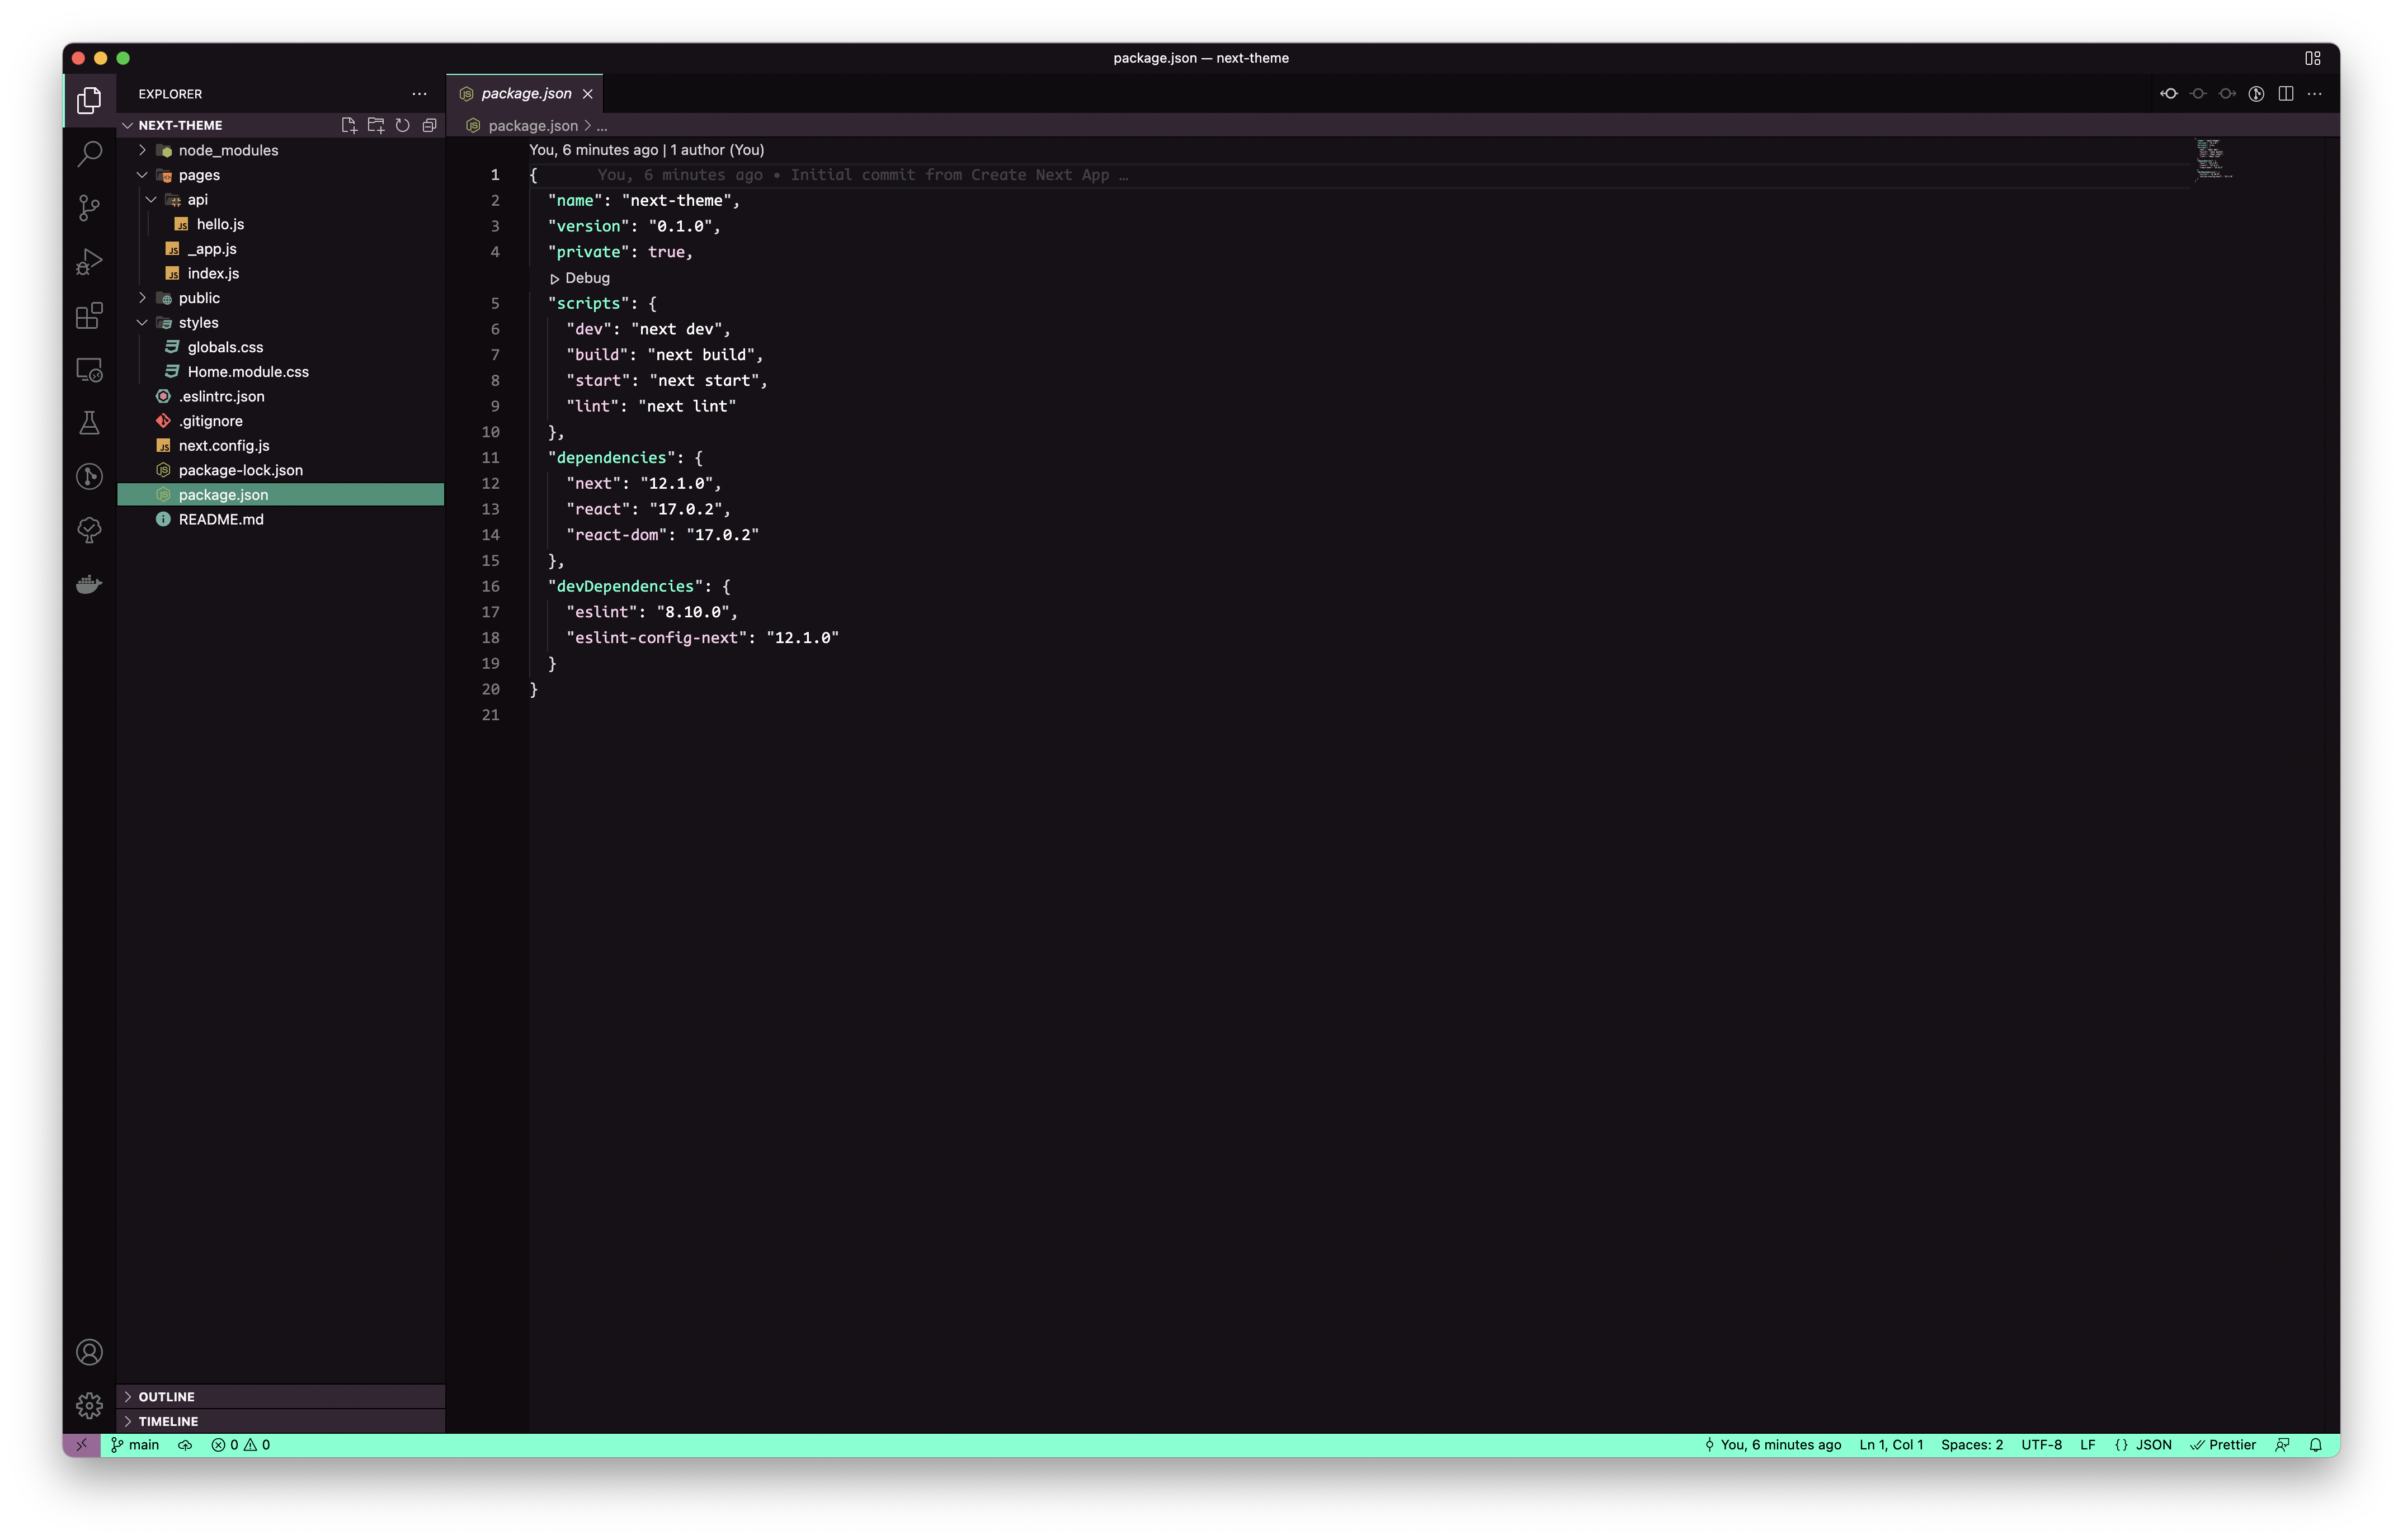 package.json — next-theme
EXPLORER
package.json
NEXT-THEME
package.json > ...
node_modules
pages
api
hello.js
_app.js
index.js
public
styles
globals.css
Home.module.css
.eslintrc.json
.gitignore
next.config.js
package-lock.json
package.json
README.md
OUTLINE
TIMELINE
You, 6 minutes ago | 1 author (You)
1 { You, 6 minutes ago • Initial commit from Create Next App …
2 "name": "next-theme",
3 "version": "0.1.0",
4 "private": true,
Debug
5 "scripts": {
6 "dev": "next dev",
7 "build": "next build",
8 "start": "next start",
9 "lint": "next lint"
10 },
11 "dependencies": {
12 "next": "12.1.0",
13 "react": "17.0.2",
14 "react-dom": "17.0.2"
15 },
16 "devDependencies": {
17 "eslint": "8.10.0",
18 "eslint-config-next": "12.1.0"
19 }
20 }
21
main 0 0 You, 6 minutes ago Ln 1, Col 1 Spaces: 2 UTF-8 LF {} JSON Prettier